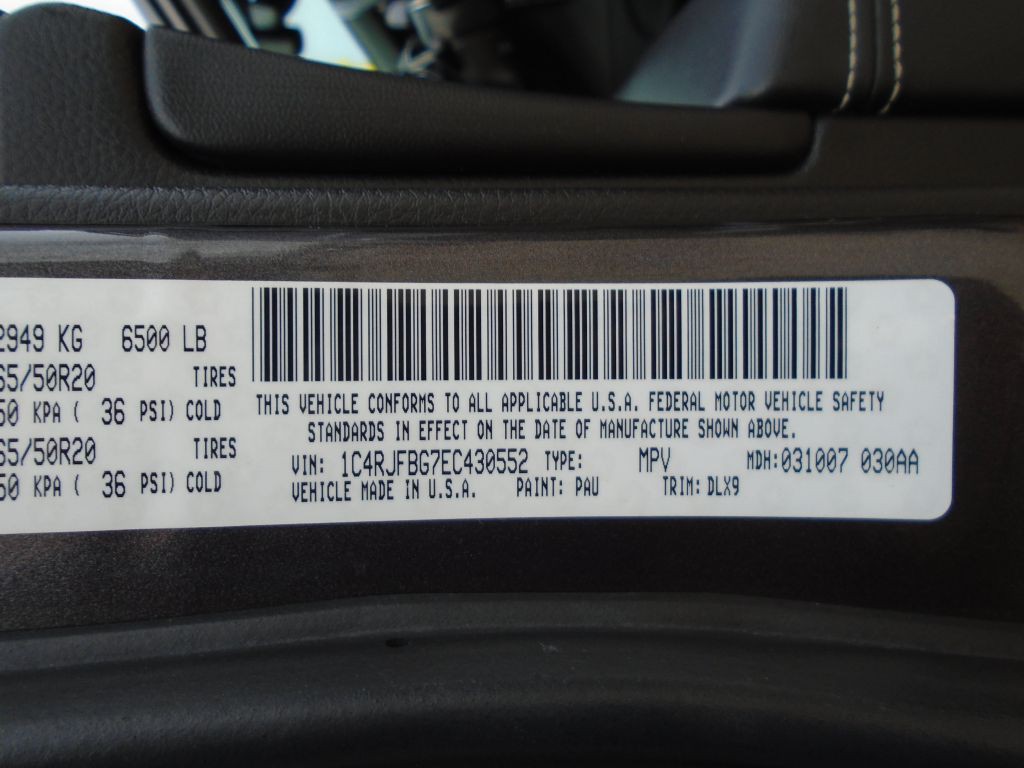 2949 KG 6500 LB
65/50R20 TIRES
50 KPA ( 36 PSI) COLD
65/50R20 TIRES
50 KPA ( 36 PSI) COLD
THIS VEHICLE CONFORMS TO ALL APPLICABLE U.S.A. FEDERAL MOTOR VEHICLE SAFETY
STANDARDS IN EFFECT ON THE DATE OF MANUFACTURE SHOWN ABOVE.
VIN: 1C4RJFBG7EC430552 TYPE: MPV MDH:031007 030AA
VEHICLE MADE IN U.S.A. PAINT: PAU TRIM: DLX9